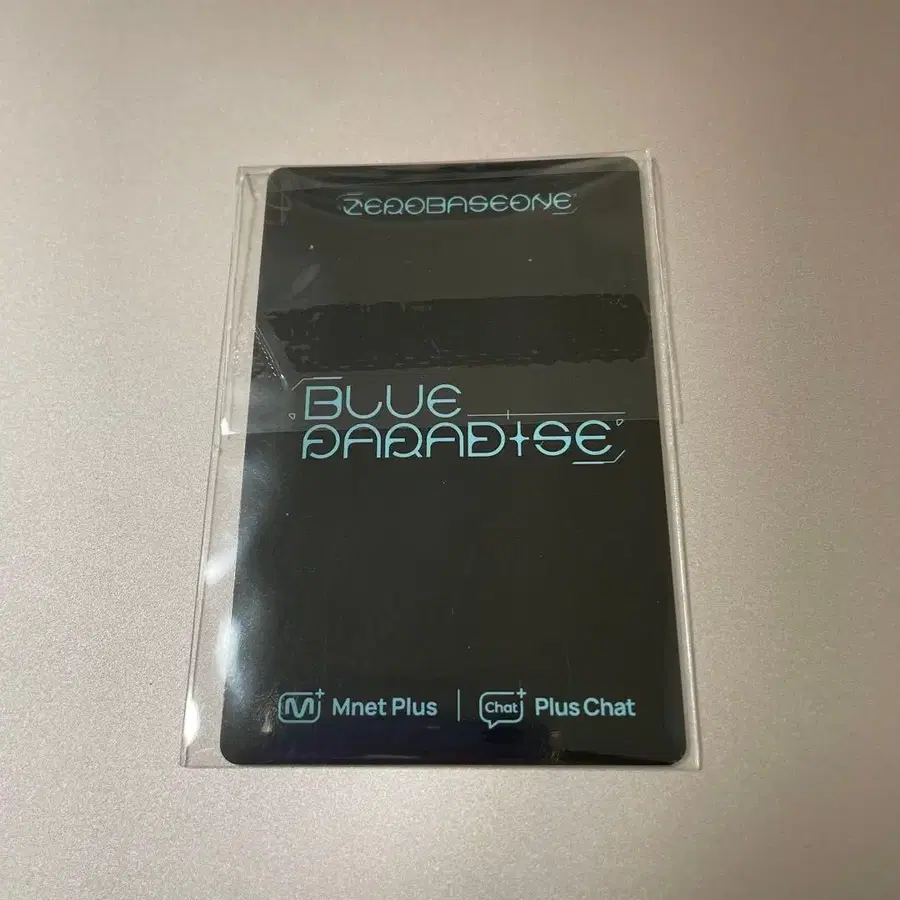 ZEROBASEONE
BLUE
PARADISE
M+ Mnet Plus | Chat+ Plus Chat